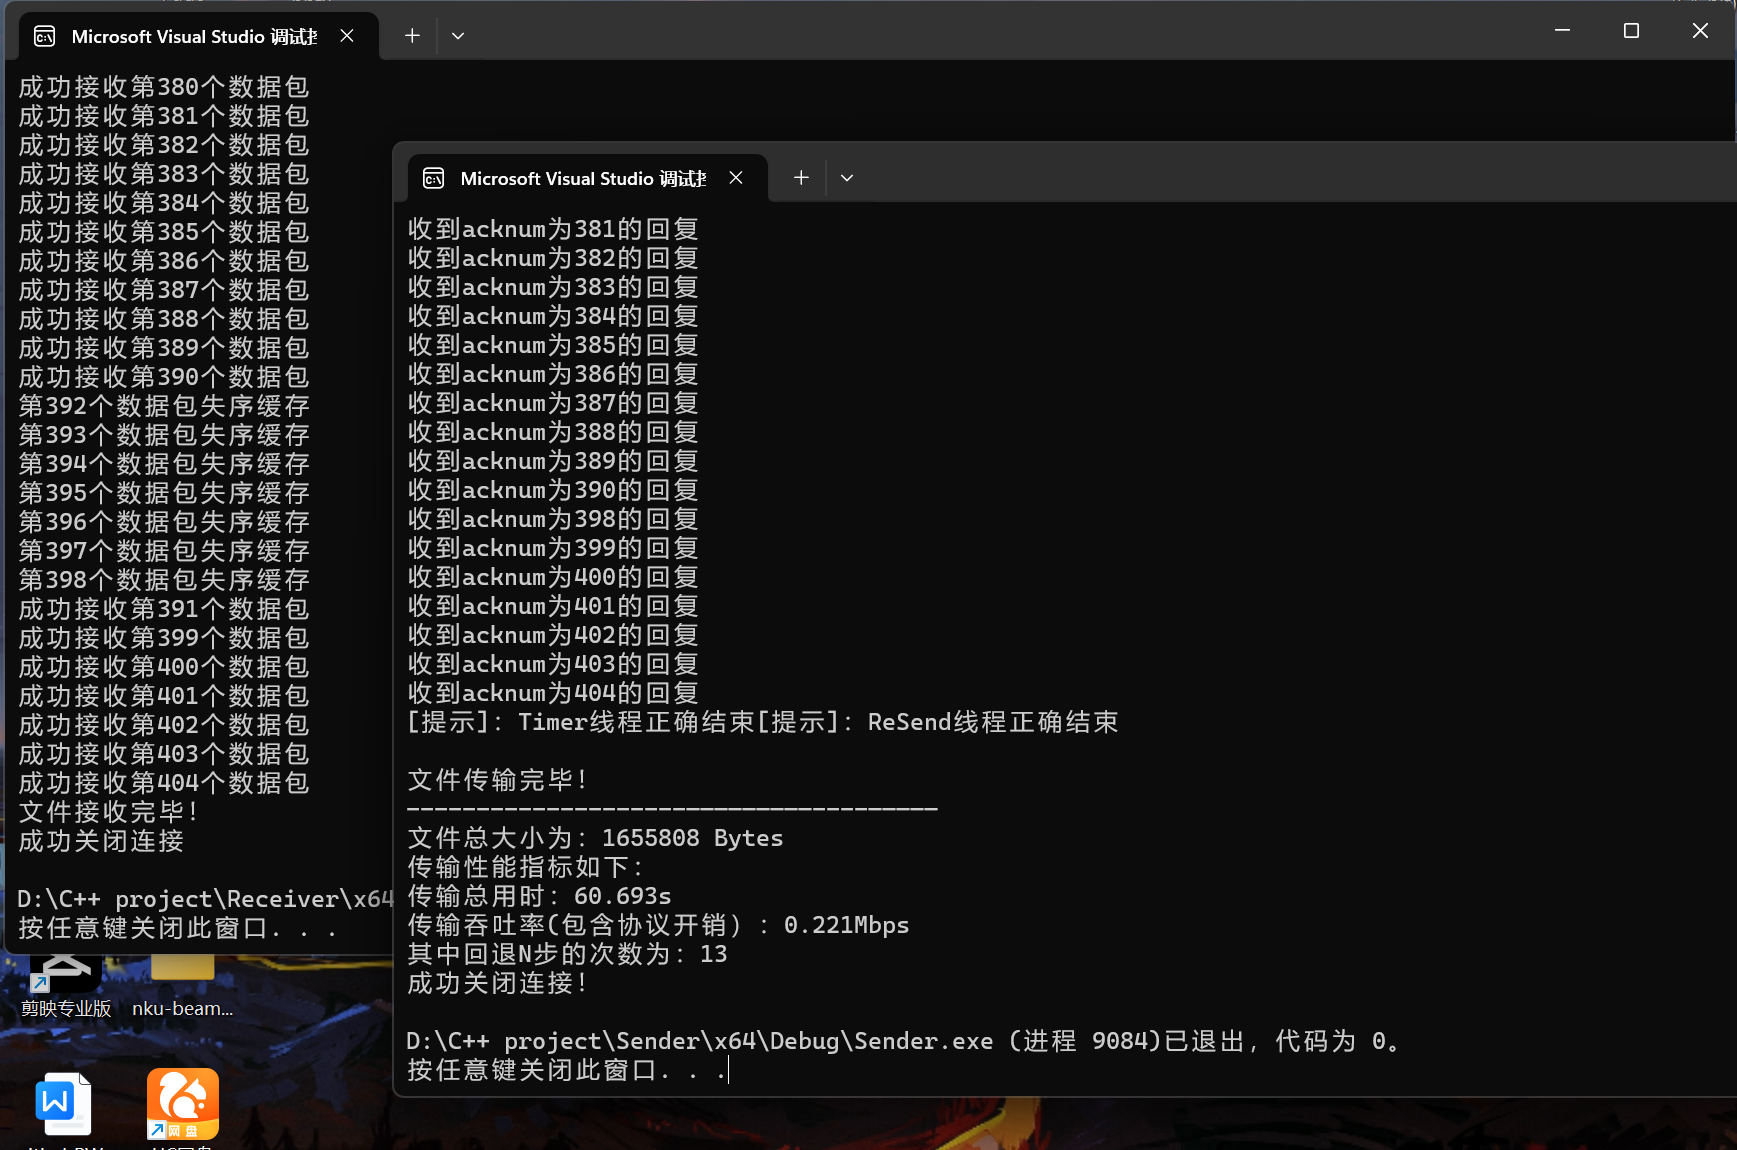 Microsoft Visual Studio 调试
成功接收第380个数据包
成功接收第381个数据包
成功接收第382个数据包
成功接收第383个数据包
成功接收第384个数据包
成功接收第385个数据包
成功接收第386个数据包
成功接收第387个数据包
成功接收第388个数据包
成功接收第389个数据包
成功接收第390个数据包
第392个数据包失序缓存
第393个数据包失序缓存
第394个数据包失序缓存
第395个数据包失序缓存
第396个数据包失序缓存
第397个数据包失序缓存
第398个数据包失序缓存
成功接收第391个数据包
成功接收第399个数据包
成功接收第400个数据包
成功接收第401个数据包
成功接收第402个数据包
成功接收第403个数据包
成功接收第404个数据包
文件接收完毕!
成功关闭连接
D:\C++ project\Receiver\x64
按任意键关闭此窗口. . .
Microsoft Visual Studio 调试
收到acknum为381的回复
收到acknum为382的回复
收到acknum为383的回复
收到acknum为384的回复
收到acknum为385的回复
收到acknum为386的回复
收到acknum为387的回复
收到acknum为388的回复
收到acknum为389的回复
收到acknum为390的回复
收到acknum为398的回复
收到acknum为399的回复
收到acknum为400的回复
收到acknum为401的回复
收到acknum为402的回复
收到acknum为403的回复
收到acknum为404的回复
[提示]: Timer线程正确结束[提示]: ReSend线程正确结束
文件传输完毕!
--------------------------------------
文件总大小为: 1655808 Bytes
传输性能指标如下:
传输总用时: 60.693s
传输吞吐率(包含协议开销) : 0.221Mbps
其中回退N步的次数为: 13
成功关闭连接!
D:\C++ project\Sender\x64\Debug\Sender.exe (进程 9084)已退出，代码为 0。
按任意键关闭此窗口. . .
剪映专业版
nku-beam...
网盘